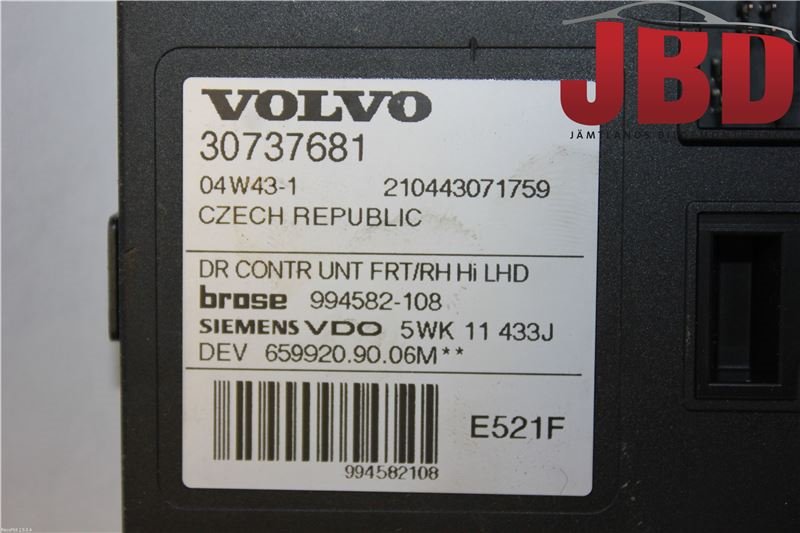 JBD
VOLVO
30737681
04W43-1 210443071759
CZECH REPUBLIC
DR CONTR UNT FRT/RH Hi LHD
brose 994582-108
SIEMENS VDO 5WK 11 433J
DEV 659920.90.06M**
E521F
994582108